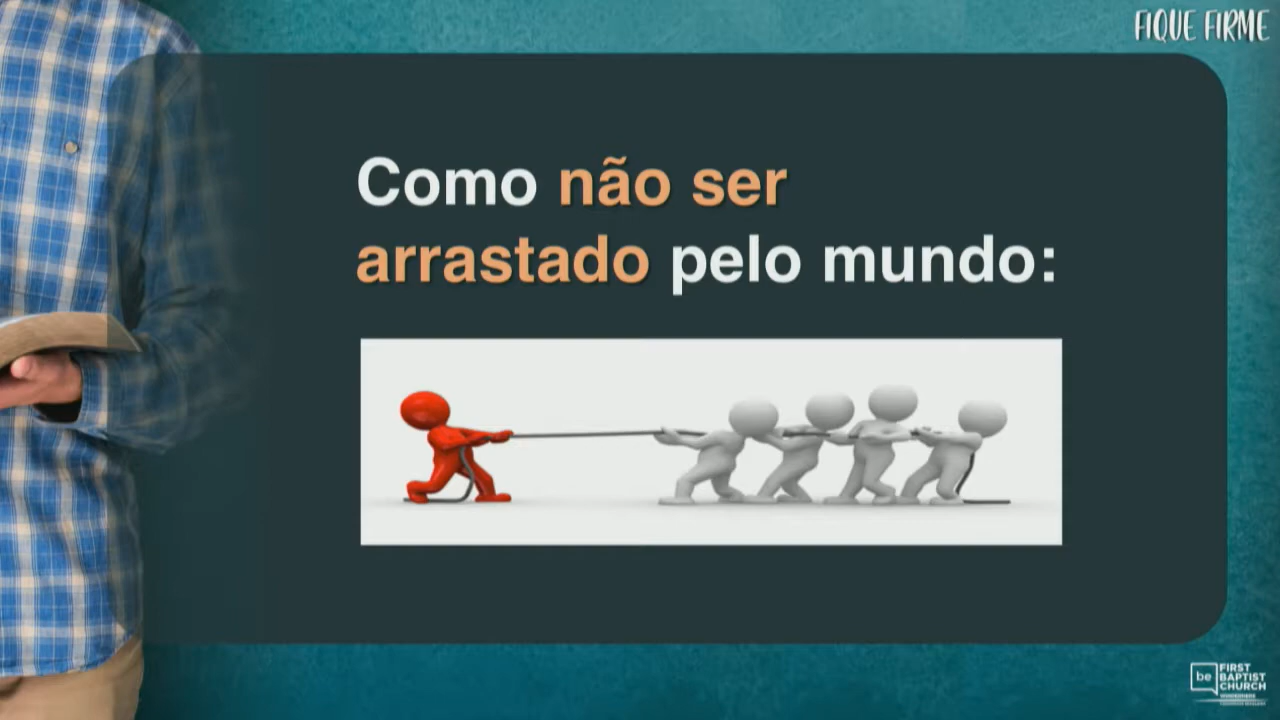 FIQUE FIRME
Como não ser
arrastado pelo mundo:
be
FIRST
BAPTIST
CHURCH